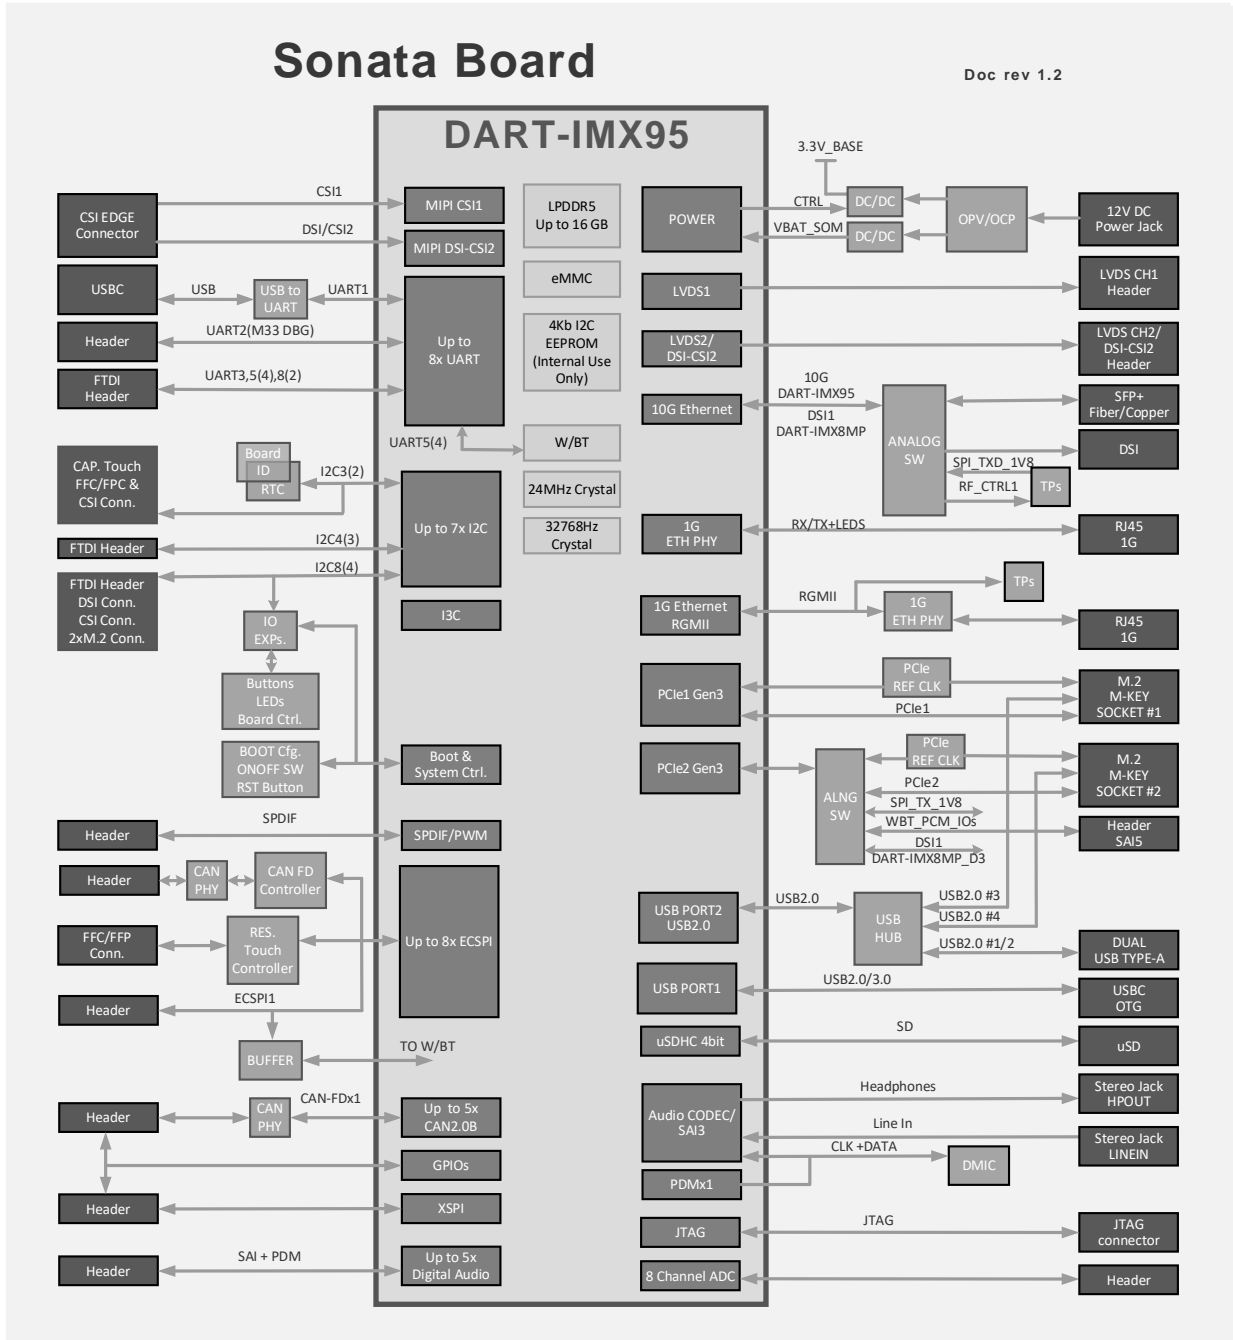 Sonata Board
Doc rev 1.2
DART-IMX95
CSI EDGE
Connector
CSI1
DSI/CSI2
MIPI CSI1
MIPI DSI-CSI2
USBC
USB
USB to
UART
UART1
Header
UART2(M33 DBG)
FTDI
Header
UART3,5(4),8(2)
Up to
8x UART
UART5(4)
CAP. Touch
FFC/FPC &
CSI Conn.
Board
ID
RTC
I2C3(2)
FTDI Header
I2C4(3)
I2C8(4)
Up to 7x I2C
FTDI Header
DSI Conn.
CSI Conn.
2xM.2 Conn.
IO
EXPs.
I3C
Buttons
LEDs
Board Ctrl.
BOOT Cfg.
ONOFF SW
RST Button
Boot &
System Ctrl.
Header
SPDIF
SPDIF/PWM
Header
CAN
PHY
CAN FD
Controller
FFC/FFP
Conn.
RES.
Touch
Controller
Up to 8x ECSPI
Header
ECSPI1
BUFFER
TO W/BT
Header
CAN
PHY
CAN-FDx1
Up to 5x
CAN2.0B
GPIOs
Header
XSPI
Header
SAI + PDM
Up to 5x
Digital Audio
LPDDR5
Up to 16 GB
eMMC
4Kb I2C
EEPROM
(Internal Use
Only)
W/BT
24MHz Crystal
32768Hz
Crystal
POWER
3.3V_BASE
CTRL
VBAT_SOM
DC/DC
DC/DC
OPV/OCP
12V DC
Power Jack
LVDS1
LVDS CH1
Header
LVDS2/
DSI-CSI2
LVDS CH2/
DSI-CSI2
Header
10G Ethernet
10G
DART-IMX95
DSI1
DART-IMX8MP
ANALOG
SW
SFP+
Fiber/Copper
DSI
SPI_TXD_1V8
RF_CTRL1
TPs
1G
ETH PHY
RX/TX+LEDS
RJ45
1G
1G Ethernet
RGMII
RGMII
TPs
1G
ETH PHY
RJ45
1G
PCIe1 Gen3
PCIe
REF CLK
PCIe1
M.2
M-KEY
SOCKET #1
PCIe2 Gen3
ALNG
SW
PCIe
REF CLK
PCIe2
M.2
M-KEY
SOCKET #2
SPI_TX_1V8
WBT_PCM_IOs
Header
SAI5
DSI1
DART-IMX8MP_D3
USB PORT2
USB2.0
USB2.0
USB
HUB
USB2.0 #3
USB2.0 #4
USB2.0 #1/2
DUAL
USB TYPE-A
USB PORT1
USB2.0/3.0
USBC
OTG
uSDHC 4bit
SD
uSD
Audio CODEC/
SAI3
Headphones
Stereo Jack
HPOUT
Line In
Stereo Jack
LINEIN
CLK +DATA
DMIC
PDMx1
JTAG
JTAG
JTAG
connector
8 Channel ADC
Header